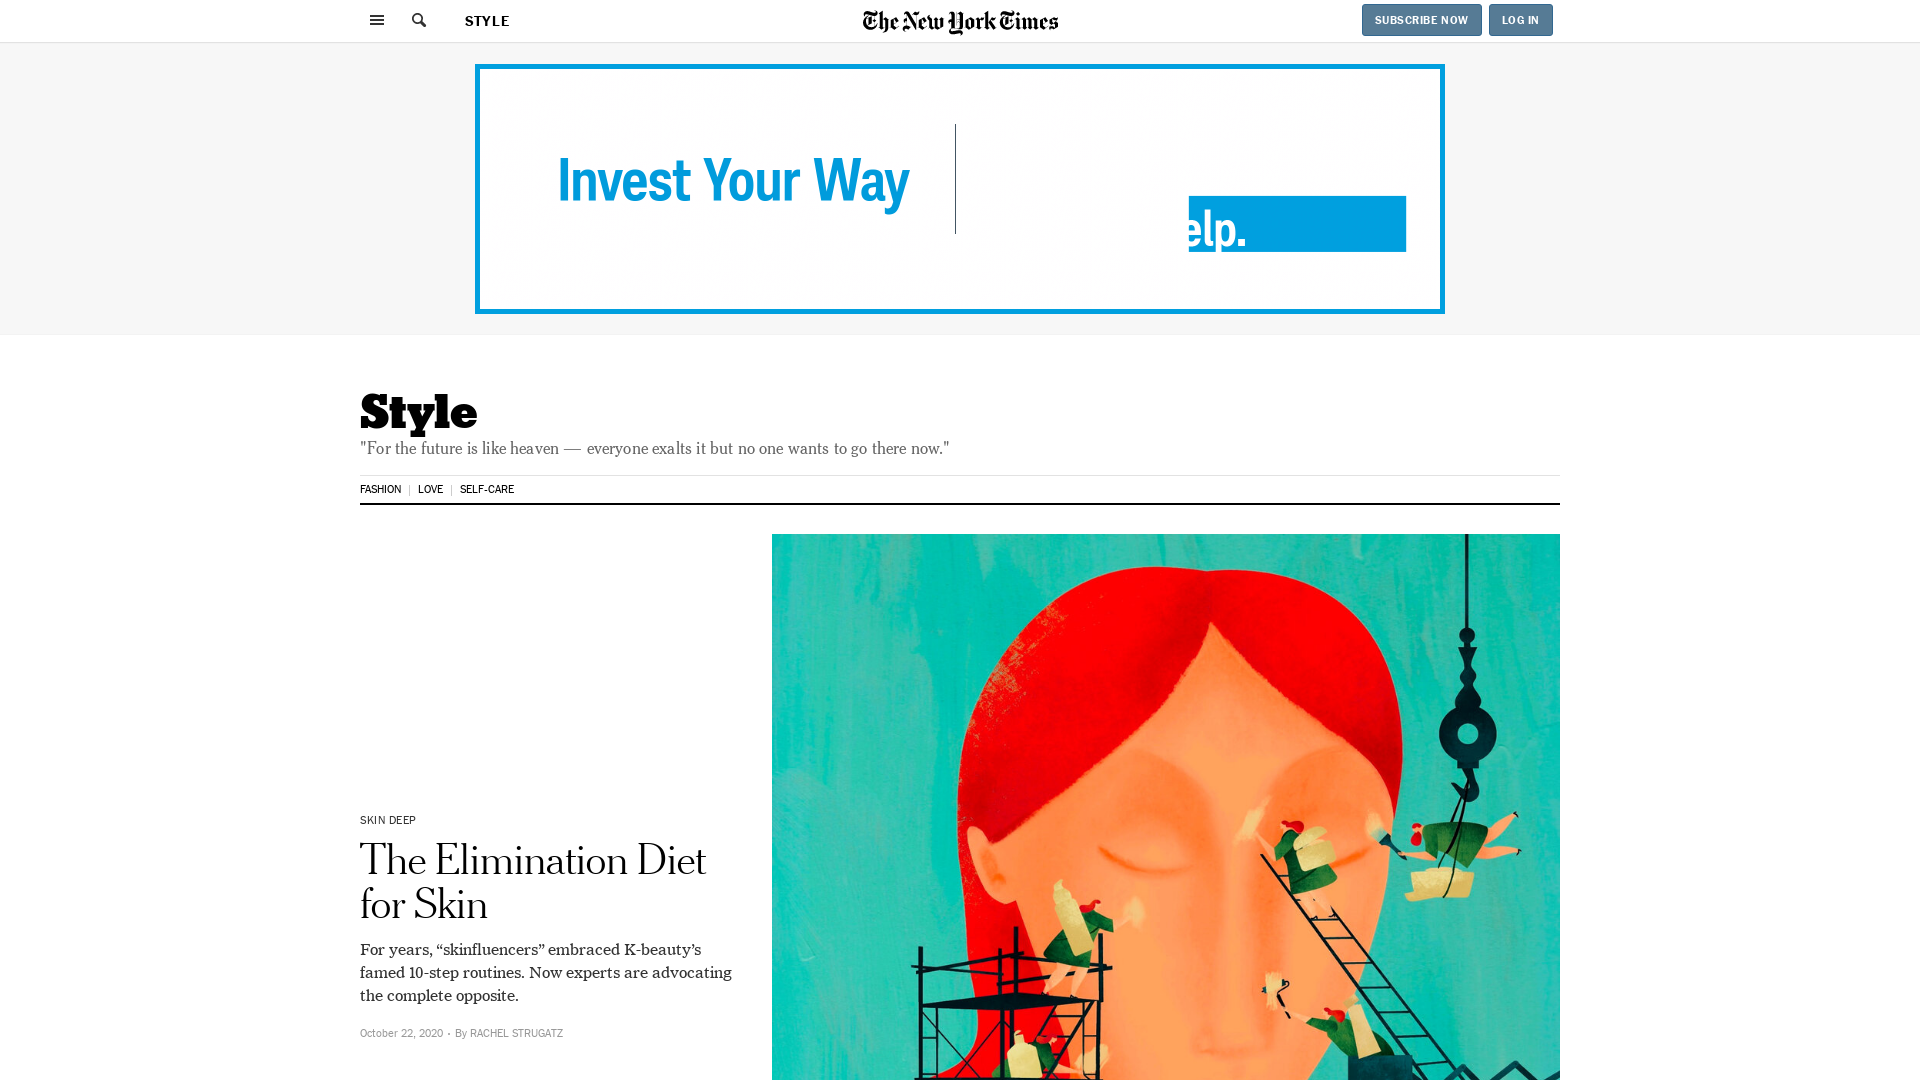 STYLE
The New York Times
SUBSCRIBE NOW
LOG IN
Invest Your Way
elp.
Style
"For the future is like heaven — everyone exalts it but no one wants to go there now."
FASHION | LOVE | SELF-CARE
SKIN DEEP
The Elimination Diet
for Skin
For years, “skinfluencers” embraced K-beauty’s
famed 10-step routines. Now experts are advocating
the complete opposite.
October 22, 2020 • By RACHEL STRUGATZ